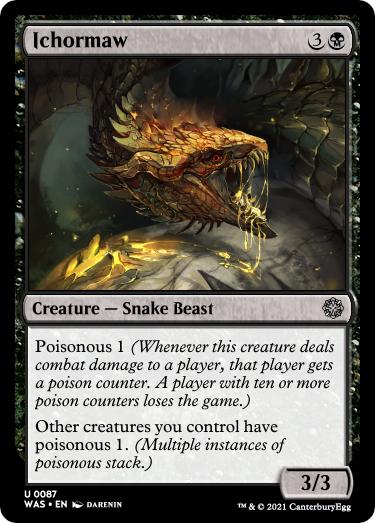 Ichormaw 3
Creature — Snake Beast
Poisonous 1 (Whenever this creature deals
combat damage to a player, that player gets
a poison counter. A player with ten or more
poison counters loses the game.)
Other creatures you control have
poisonous 1. (Multiple instances of
poisonous stack.)
3/3
U 0087
WAS • EN DARENIN
™ & © 2021 CanterburyEgg